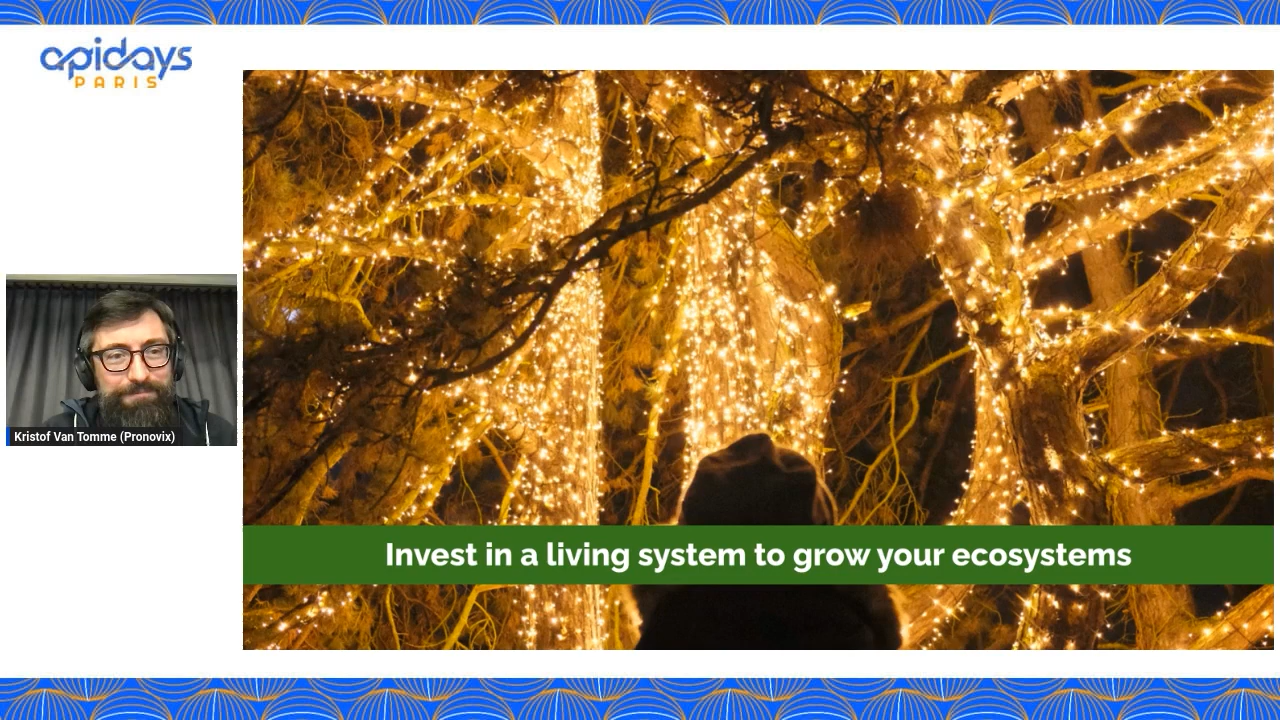 apidays
PARIS
Kristof Van Tomme (Pronovix)
Invest in a living system to grow your ecosystems